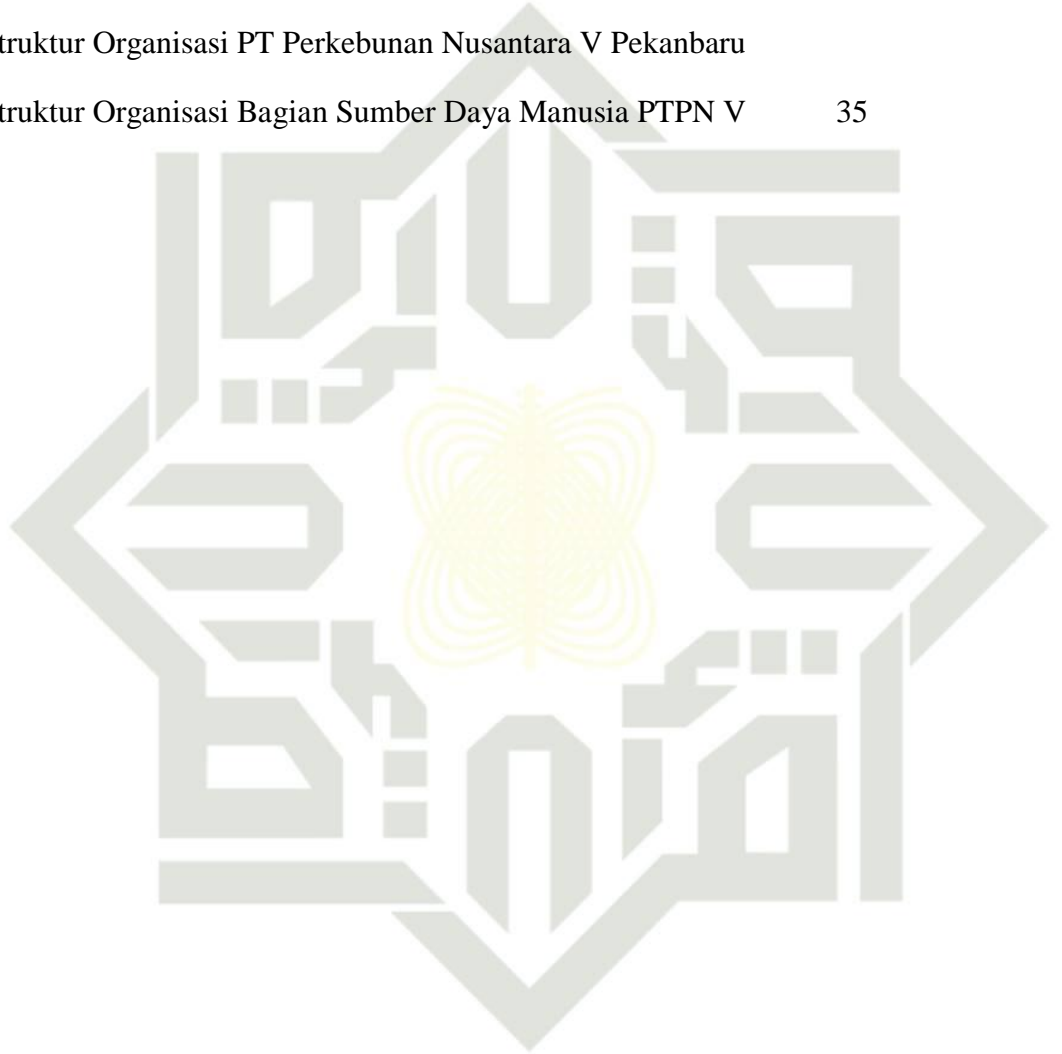 truktur Organisasi PT Perkebunan Nusantara V Pekanbaru
truktur Organisasi Bagian Sumber Daya Manusia PTPN V 35